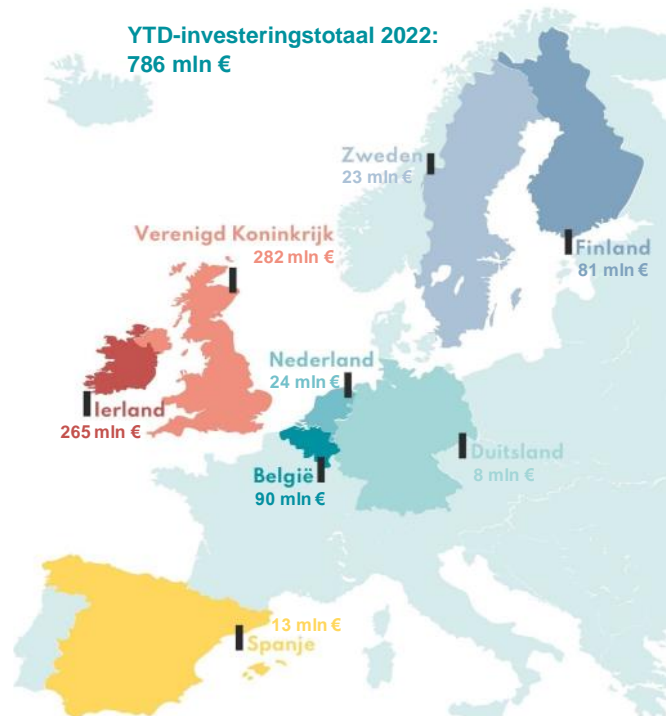 YTD-investeringstotaal 2022:
786 mln €
Zweden
23 mln €
Verenigd Koninkrijk
282 mln €
Finland
81 mln €
Nederland
24 mln €
Ierland
265 mln €
Duitsland
8 mln €
België
90 mln €
13 mln €
Spanje